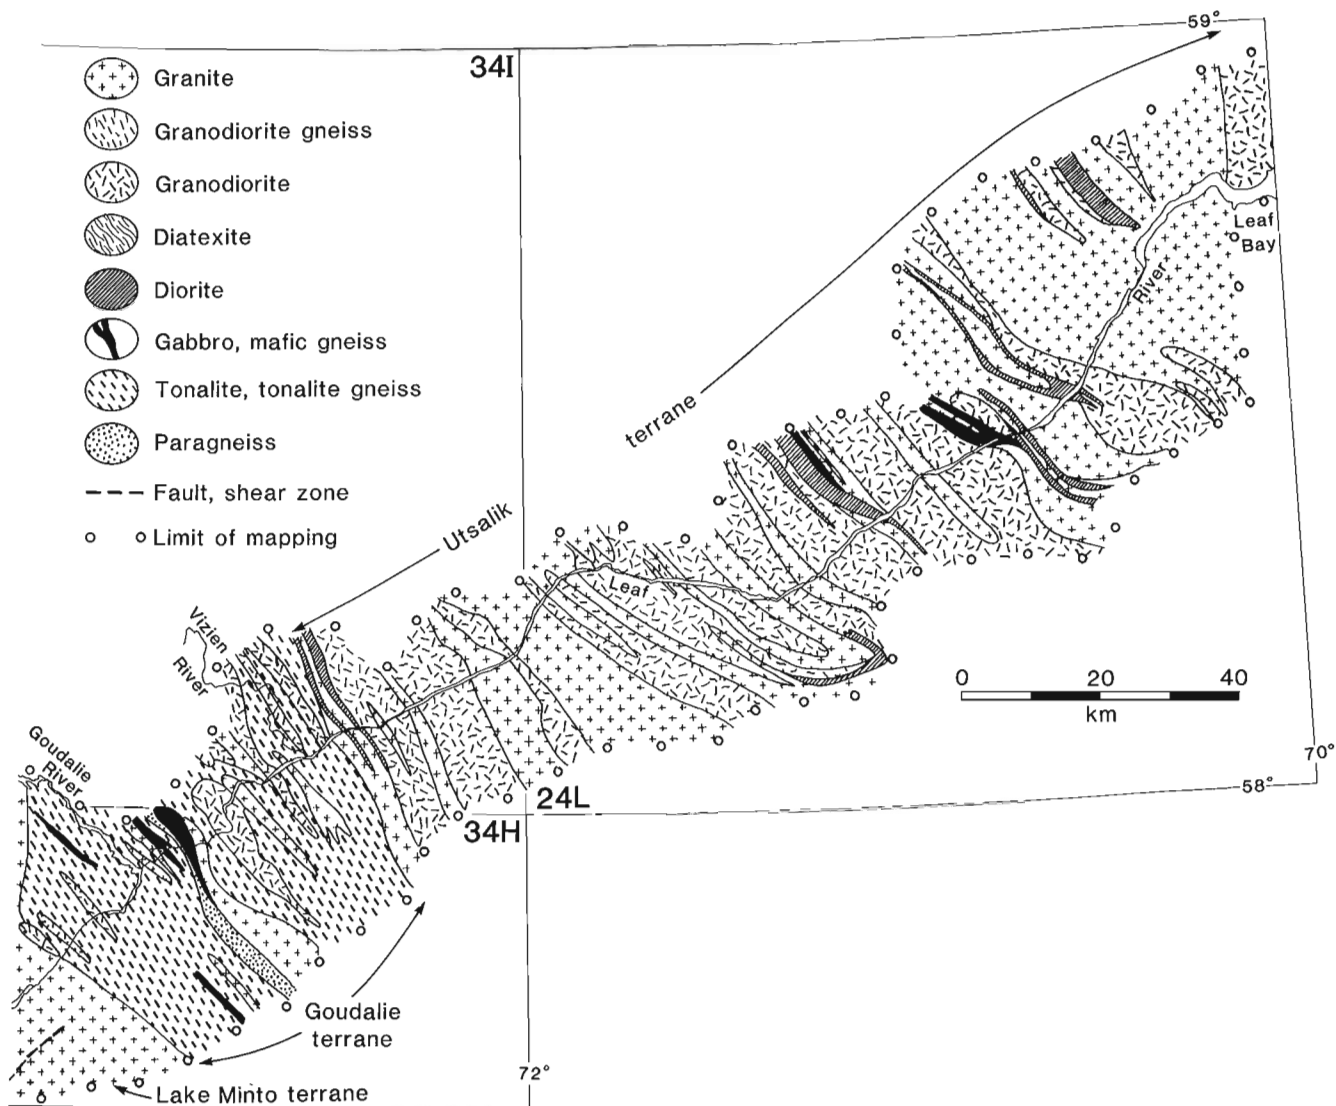 59°
34I
Granite
Granodiorite gneiss
Granodiorite
Diatexite
Diorite
Gabbro, mafic gneiss
Tonalite, tonalite gneiss
Paragneiss
Fault, shear zone
Limit of mapping
Leaf
Bay
River
terrane
Utsalik
Leaf
Vizien
River
0 20 40
km
Goudalie
River
70°
58°
24L
34H
Goudalie
terrane
72°
Lake Minto terrane